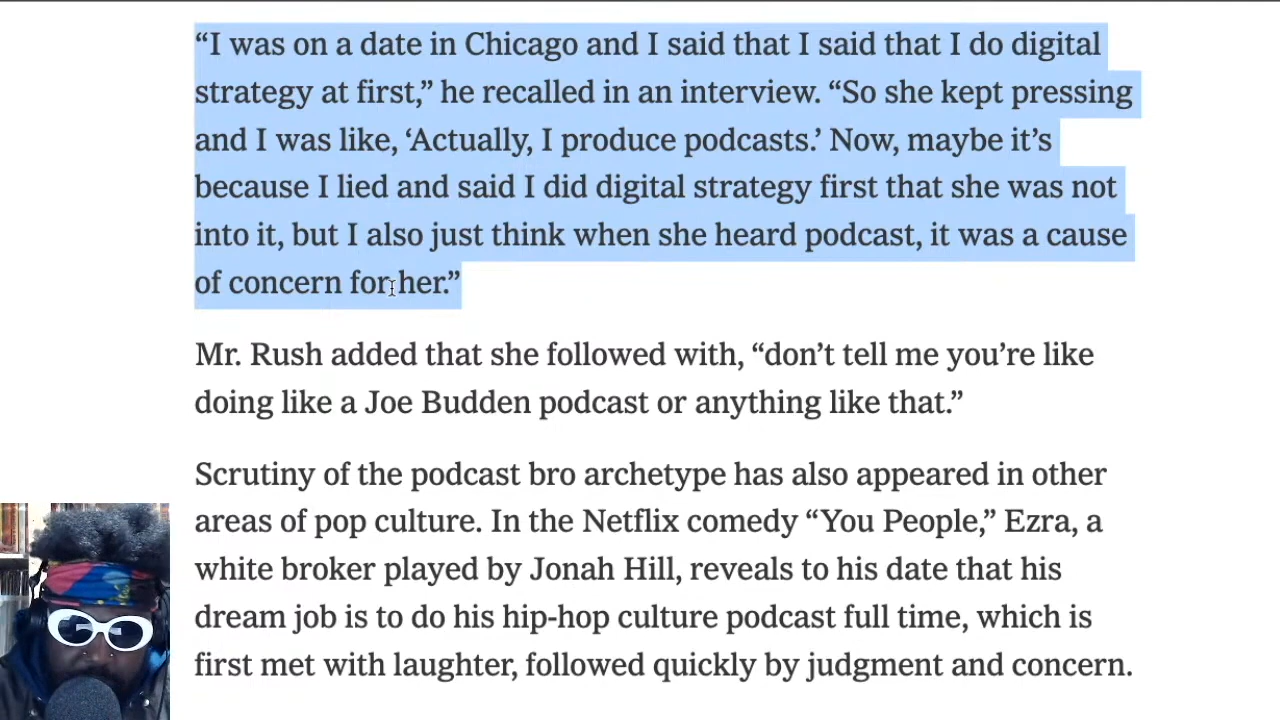 “I was on a date in Chicago and I said that I said that I do digital
strategy at first,” he recalled in an interview. “So she kept pressing
and I was like, ‘Actually, I produce podcasts.’ Now, maybe it’s
because I lied and said I did digital strategy first that she was not
into it, but I also just think when she heard podcast, it was a cause
of concern for her.”
Mr. Rush added that she followed with, “don’t tell me you’re like
doing like a Joe Budden podcast or anything like that.”
Scrutiny of the podcast bro archetype has also appeared in other
areas of pop culture. In the Netflix comedy “You People,” Ezra, a
white broker played by Jonah Hill, reveals to his date that his
dream job is to do his hip-hop culture podcast full time, which is
first met with laughter, followed quickly by judgment and concern.